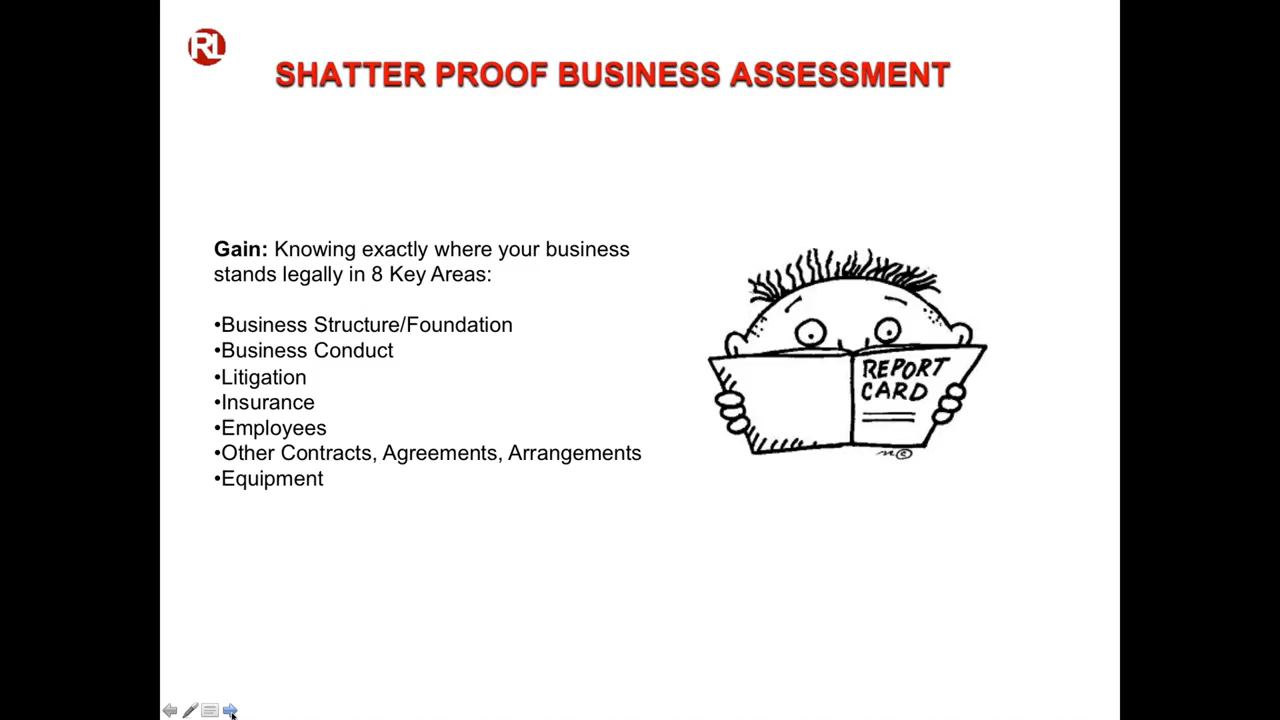 RL
SHATTER PROOF BUSINESS ASSESSMENT
Gain: Knowing exactly where your business
stands legally in 8 Key Areas:
•Business Structure/Foundation
•Business Conduct
•Litigation
•Insurance
•Employees
•Other Contracts, Agreements, Arrangements
•Equipment
REPORT
CARD